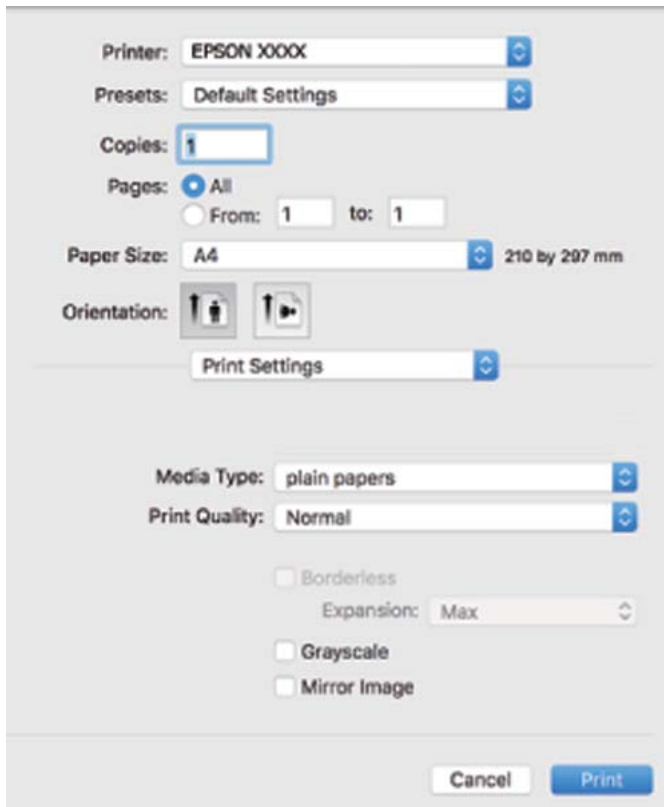 Printer: EPSON XXXX
Presets: Default Settings
Copies: 1
Pages: All
From: 1 to: 1
Paper Size: A4 210 by 297 mm
Orientation:
Print Settings
Media Type: plain papers
Print Quality: Normal
Borderless
Expansion: Max
Grayscale
Mirror Image
Cancel Print